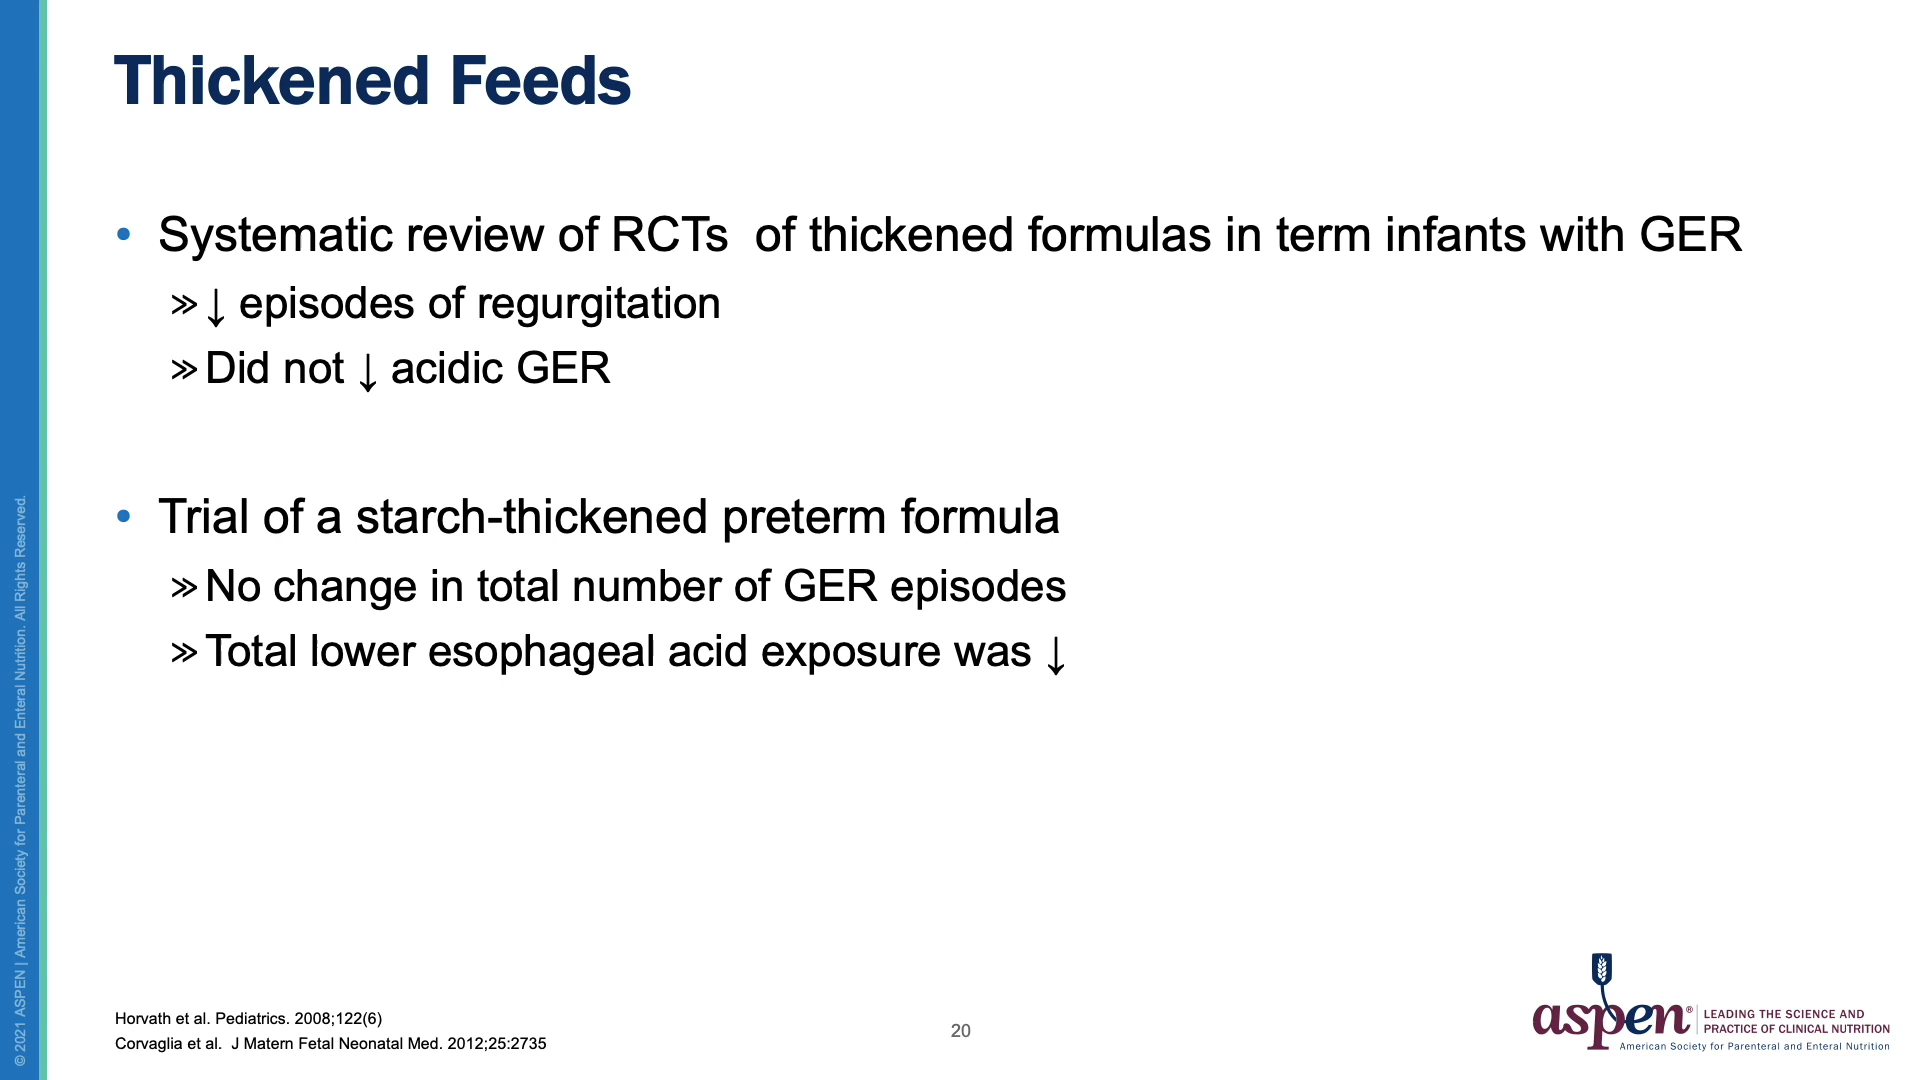 Thickened Feeds
• Systematic review of RCTs  of thickened formulas in term infants with GER
» ↓ episodes of regurgitation
» Did not ↓ acidic GER
• Trial of a starch-thickened preterm formula
» No change in total number of GER episodes
» Total lower esophageal acid exposure was ↓
Horvath et al. Pediatrics. 2008;122(6)
Corvaglia et al.  J Matern Fetal Neonatal Med. 2012;25:2735
20
aspen® LEADING THE SCIENCE AND
PRACTICE OF CLINICAL NUTRITION
American Society for Parenteral and Enteral Nutrition
© 2021 ASPEN | American Society for Parenteral and Enteral Nutrition. All Rights Reserved.